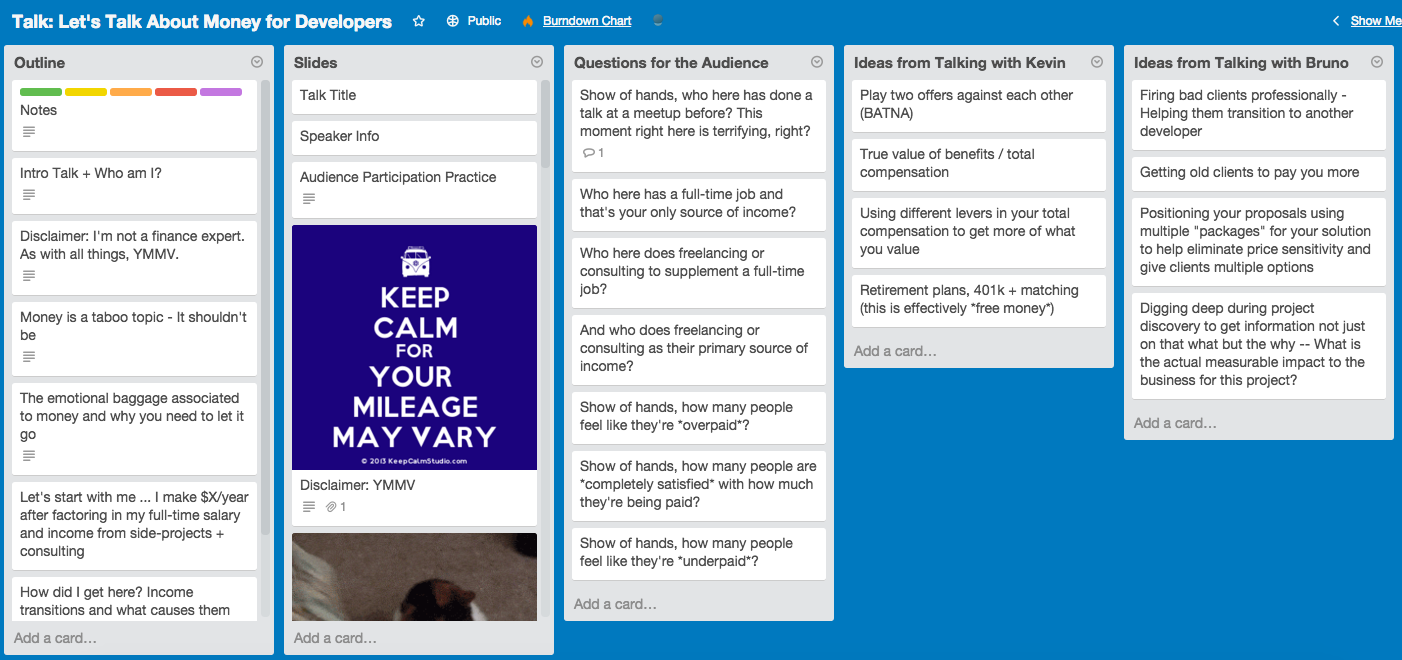 Talk: Let's Talk About Money for Developers
Public
Burndown Chart
Show Me
Outline
Notes
Intro Talk + Who am I?
Disclaimer: I'm not a finance expert.
As with all things, YMMV.
Money is a taboo topic - It shouldn't
be
The emotional baggage associated
to money and why you need to let it
go
Let's start with me ... I make $X/year
after factoring in my full-time salary
and income from side-projects +
consulting
How did I get here? Income
transitions and what causes them
Add a card…
Slides
Talk Title
Speaker Info
Audience Participation Practice
KEEP
CALM
FOR
YOUR
MILEAGE
MAY VARY
© 2013 KeepCalmStudio.com
Disclaimer: YMMV
1
Add a card…
Questions for the Audience
Show of hands, who here has done a
talk at a meetup before? This
moment right here is terrifying, right?
1
Who here has a full-time job and
that's your only source of income?
Who here does freelancing or
consulting to supplement a full-time
job?
And who does freelancing or
consulting as their primary source of
income?
Show of hands, how many people
feel like they're *overpaid*?
Show of hands, how many people are
*completely satisfied* with how much
they're being paid?
Show of hands, how many people
feel like they're *underpaid*?
Add a card…
Ideas from Talking with Kevin
Play two offers against each other
(BATNA)
True value of benefits / total
compensation
Using different levers in your total
compensation to get more of what
you value
Retirement plans, 401k + matching
(this is effectively *free money*)
Add a card…
Ideas from Talking with Bruno
Firing bad clients professionally -
Helping them transition to another
developer
Getting old clients to pay you more
Positioning your proposals using
multiple "packages" for your solution
to help eliminate price sensitivity and
give clients multiple options
Digging deep during project
discovery to get information not just
on that what but the why -- What is
the actual measurable impact to the
business for this project?
Add a card…